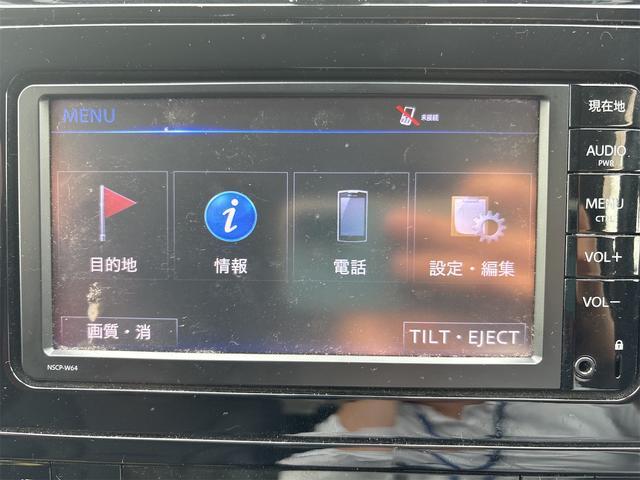 MENU
未接続
目的地
情報
電話
設定・編集
画質・消
TILT・EJECT
NSCP-W64
現在地
AUDIO
PWR
MENU
VOL+
VOL−